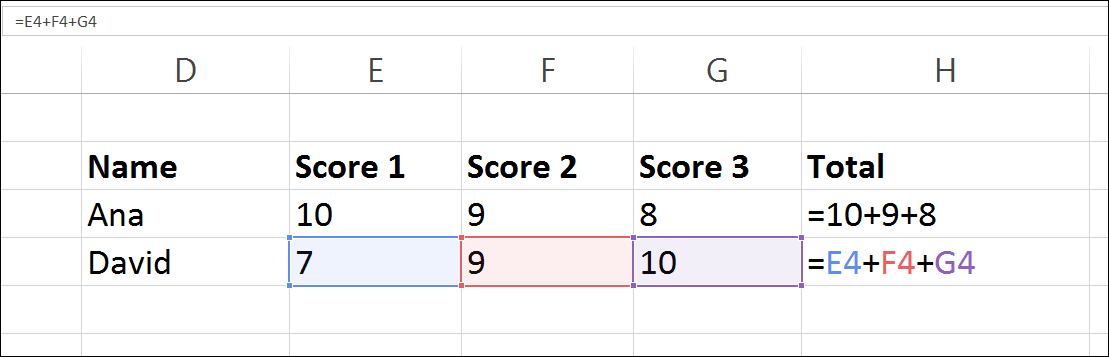 =E4+F4+G4
D E F G H
Name Score 1 Score 2 Score 3 Total
Ana 10 9 8 =10+9+8
David 7 9 10 =E4+F4+G4